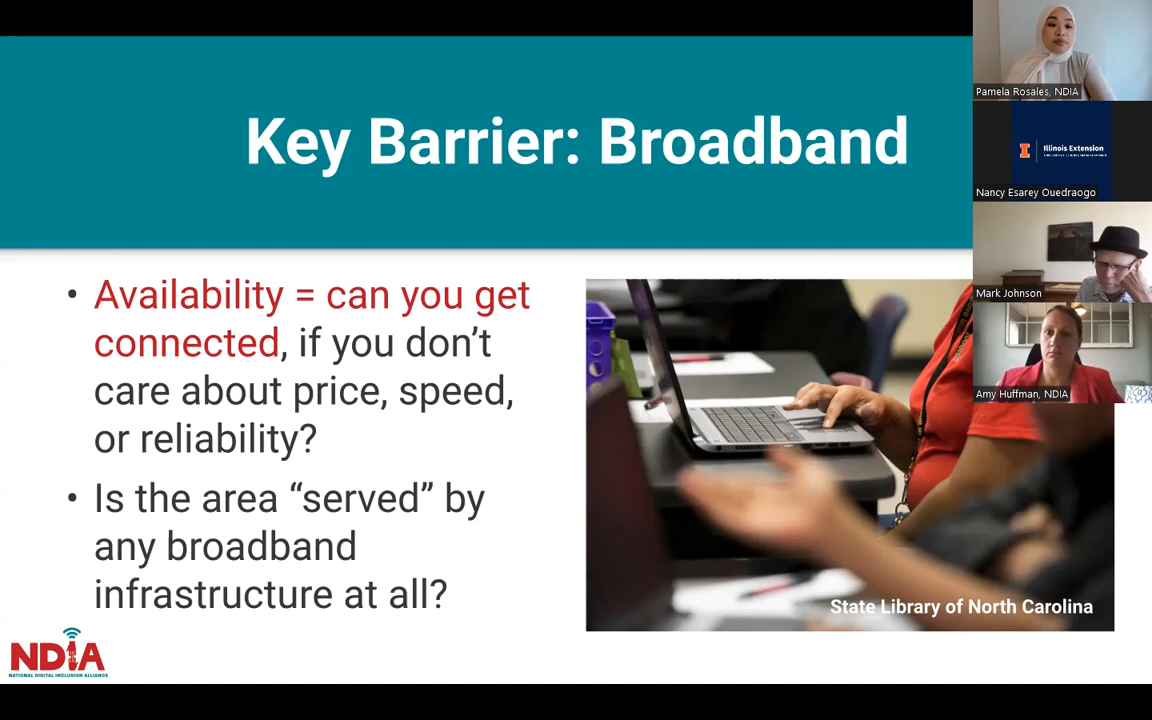 Key Barrier: Broadband
• Availability = can you get
connected, if you don’t
care about price, speed,
or reliability?
• Is the area “served” by
any broadband
infrastructure at all?
State Library of North Carolina
NDIA
NATIONAL DIGITAL INCLUSION ALLIANCE
Pamela Rosales, NDIA
I
Illinois Extension
Nancy Esarey Ouedraogo
Mark Johnson
Amy Huffman, NDIA